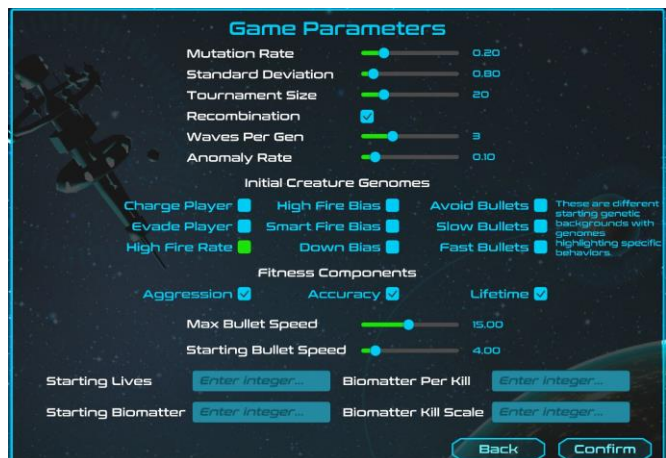 Game Parameters
Mutation Rate 0.20
Standard Deviation 0.80
Tournament Size 20
Recombination
Waves Per Gen 3
Anomaly Rate 0.10
Initial Creature Genomes
Charge Player High Fire Bias Avoid Bullets
Evade Player Smart Fire Bias Slow Bullets
High Fire Rate Down Bias Fast Bullets
These are different
starting genetic
backgrounds with
genomes
highlighting specific
behaviors.
Fitness Components
Aggression Accuracy Lifetime
Max Bullet Speed 15.00
Starting Bullet Speed 4.00
Starting Lives Enter integer... Biomatter Per Kill Enter integer...
Starting Biomatter Enter integer... Biomatter Kill Scale Enter integer...
Back Confirm